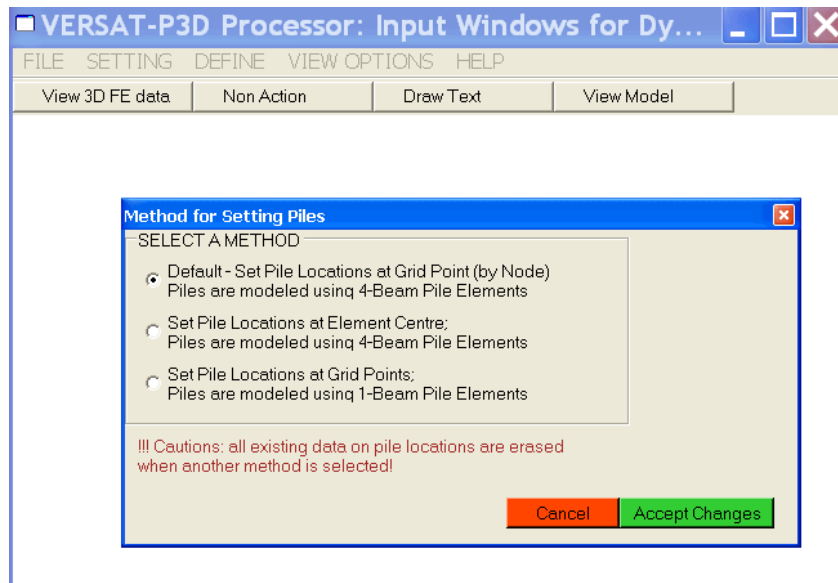 VERSAT-P3D Processor: Input Windows for Dy...
FILE SETTING DEFINE VIEW OPTIONS HELP
View 3D FE data Non Action Draw Text View Model
Method for Setting Piles
SELECT A METHOD
Default - Set Pile Locations at Grid Point (by Node)
Piles are modeled using 4-Beam Pile Elements
Set Pile Locations at Element Centre;
Piles are modeled using 4-Beam Pile Elements
Set Pile Locations at Grid Points;
Piles are modeled using 1-Beam Pile Elements
!!! Cautions: all existing data on pile locations are erased
when another method is selected!
Cancel Accept Changes